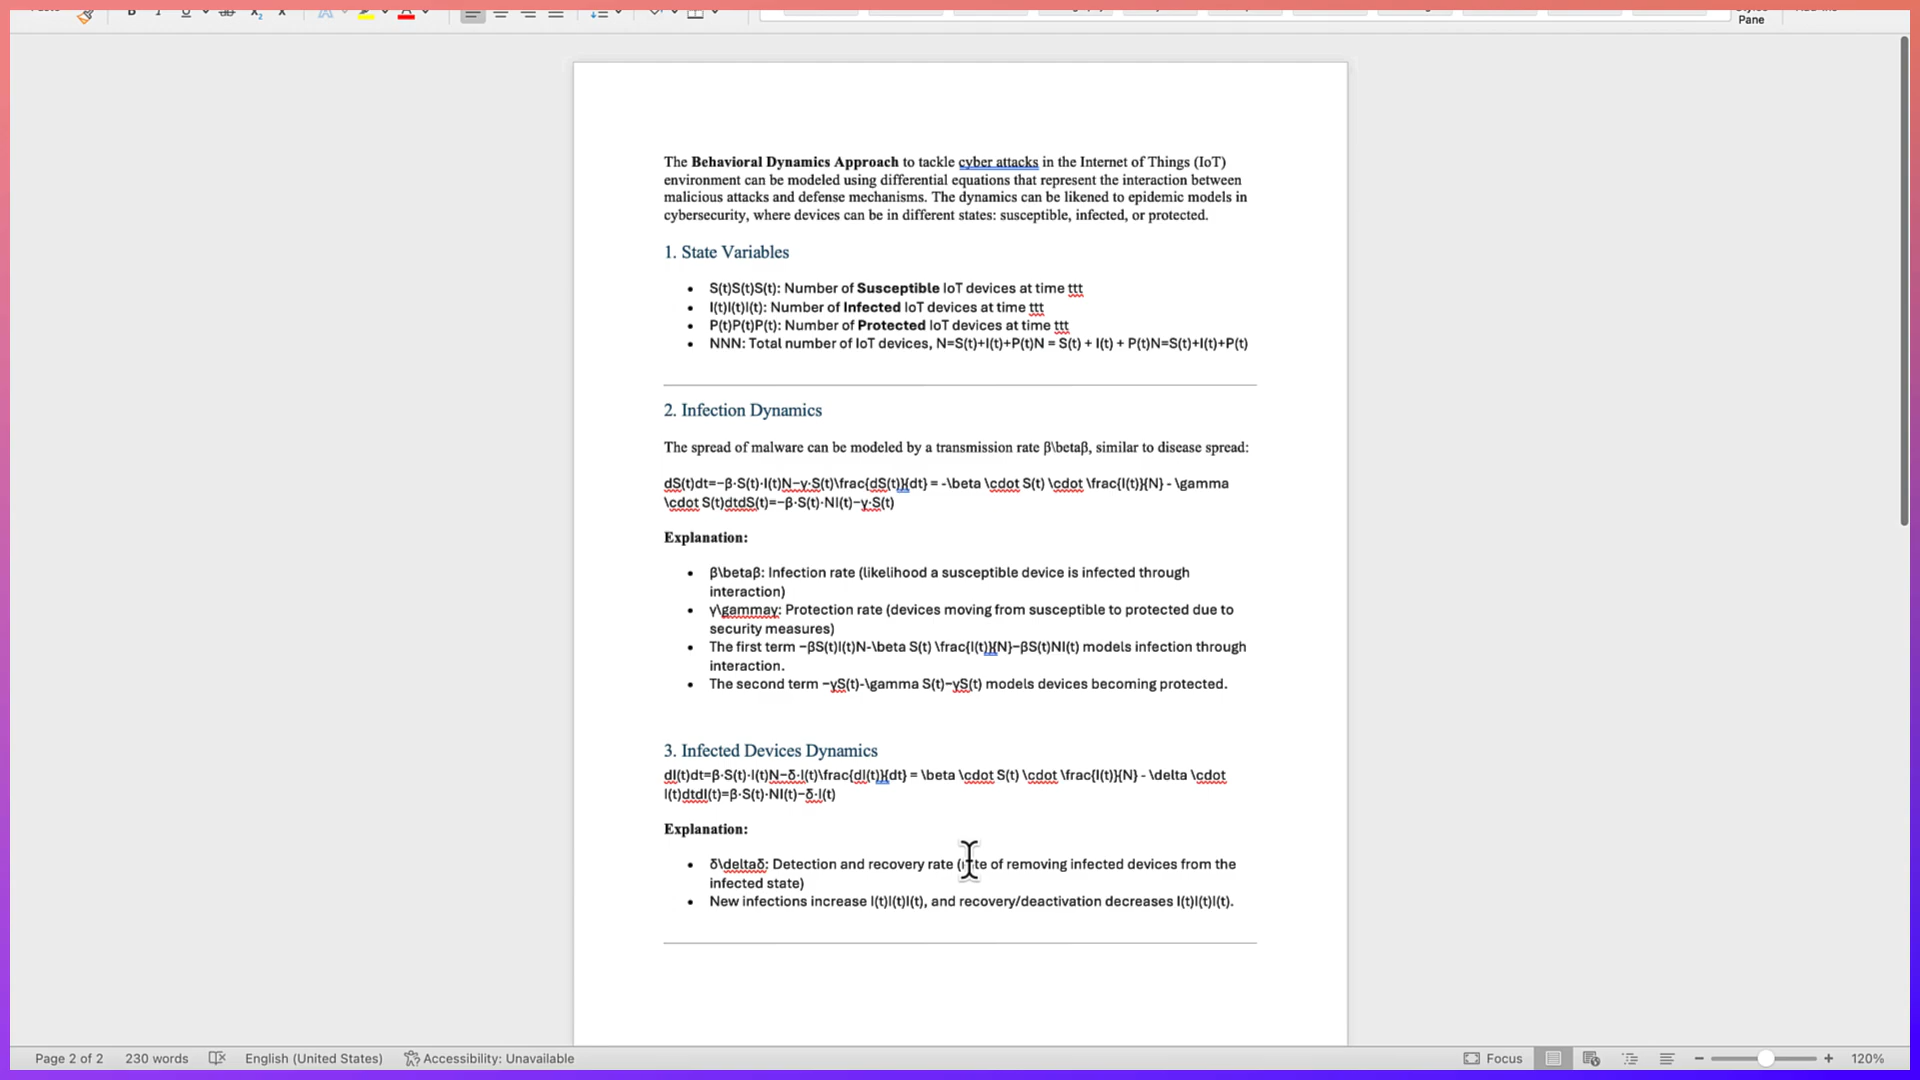 Pane
The Behavioral Dynamics Approach to tackle cyber attacks in the Internet of Things (IoT)
environment can be modeled using differential equations that represent the interaction between
malicious attacks and defense mechanisms. The dynamics can be likened to epidemic models in
cybersecurity, where devices can be in different states: susceptible, infected, or protected.
1. State Variables
• S(t)S(t)S(t): Number of Susceptible IoT devices at time ttt
• I(t)I(t)I(t): Number of Infected IoT devices at time ttt
• P(t)P(t)P(t): Number of Protected IoT devices at time ttt
• NNN: Total number of IoT devices, N=S(t)+I(t)+P(t)N = S(t) + I(t) + P(t)N=S(t)+I(t)+P(t)
2. Infection Dynamics
The spread of malware can be modeled by a transmission rate β\betaβ, similar to disease spread:
dS(t)dt=−β⋅S(t)⋅I(t)N−γ⋅S(t)\frac{dS(t)}{dt} = -\beta \cdot S(t) \cdot \frac{I(t)}{N} - \gamma
\cdot S(t)dtdS(t)=−β⋅S(t)⋅NI(t)−γ⋅S(t)
Explanation:
• β\betaβ: Infection rate (likelihood a susceptible device is infected through
interaction)
• γ\gammaγ: Protection rate (devices moving from susceptible to protected due to
security measures)
• The first term −βS(t)I(t)N-\beta S(t) \frac{I(t)}{N}−βS(t)NI(t) models infection through
interaction.
• The second term −γS(t)-\gamma S(t)−γS(t) models devices becoming protected.
3. Infected Devices Dynamics
dI(t)dt=β⋅S(t)⋅I(t)N−δ⋅I(t)\frac{dI(t)}{dt} = \beta \cdot S(t) \cdot \frac{I(t)}{N} - \delta \cdot
I(t)dtdI(t)=β⋅S(t)⋅NI(t)−δ⋅I(t)
Explanation:
• δ\deltaδ: Detection and recovery rate (rate of removing infected devices from the
infected state)
• New infections increase I(t)I(t)I(t), and recovery/deactivation decreases I(t)I(t)I(t).
Page 2 of 2 230 words English (United States) Accessibility: Unavailable Focus 120%